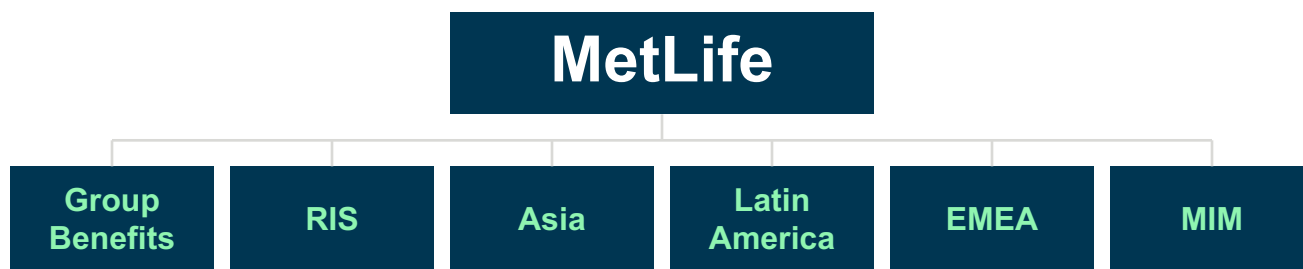 MetLife
Group
Benefits
RIS
Asia
Latin
America
EMEA
MIM